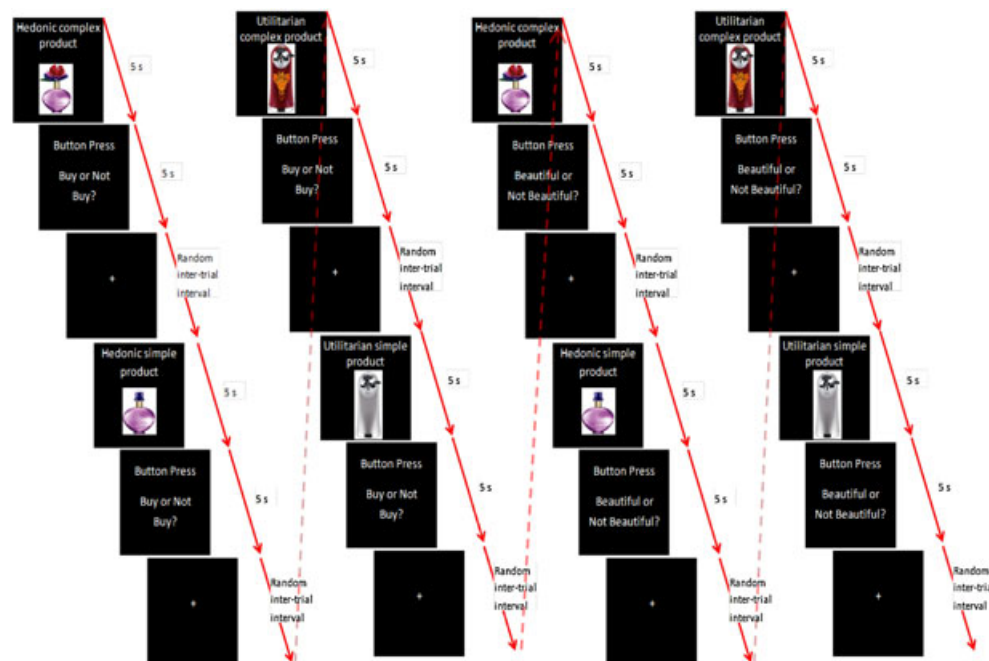 Hedonic complex
product
5 s
Button Press
Buy or Not
Buy?
5 s
+
Random
inter-trial
interval
Hedonic simple
product
5 s
Button Press
Buy or Not
Buy?
5 s
+
Random
inter-trial
interval
Utilitarian
complex product
5 s
Button Press
Buy or Not
Buy?
5 s
+
Random
inter-trial
interval
Utilitarian simple
product
5 s
Button Press
Buy or Not
Buy?
5 s
+
Random
inter-trial
interval
Hedonic complex
product
5 s
Button Press
Beautiful or
Not Beautiful?
5 s
+
Random
inter-trial
interval
Hedonic simple
product
5 s
Button Press
Beautiful or
Not Beautiful?
5 s
+
Random
inter-trial
interval
Utilitarian
complex product
5 s
Button Press
Beautiful or
Not Beautiful?
5 s
+
Random
inter-trial
interval
Utilitarian simple
product
5 s
Button Press
Beautiful or
Not Beautiful?
5 s
+
Random
inter-trial
interval